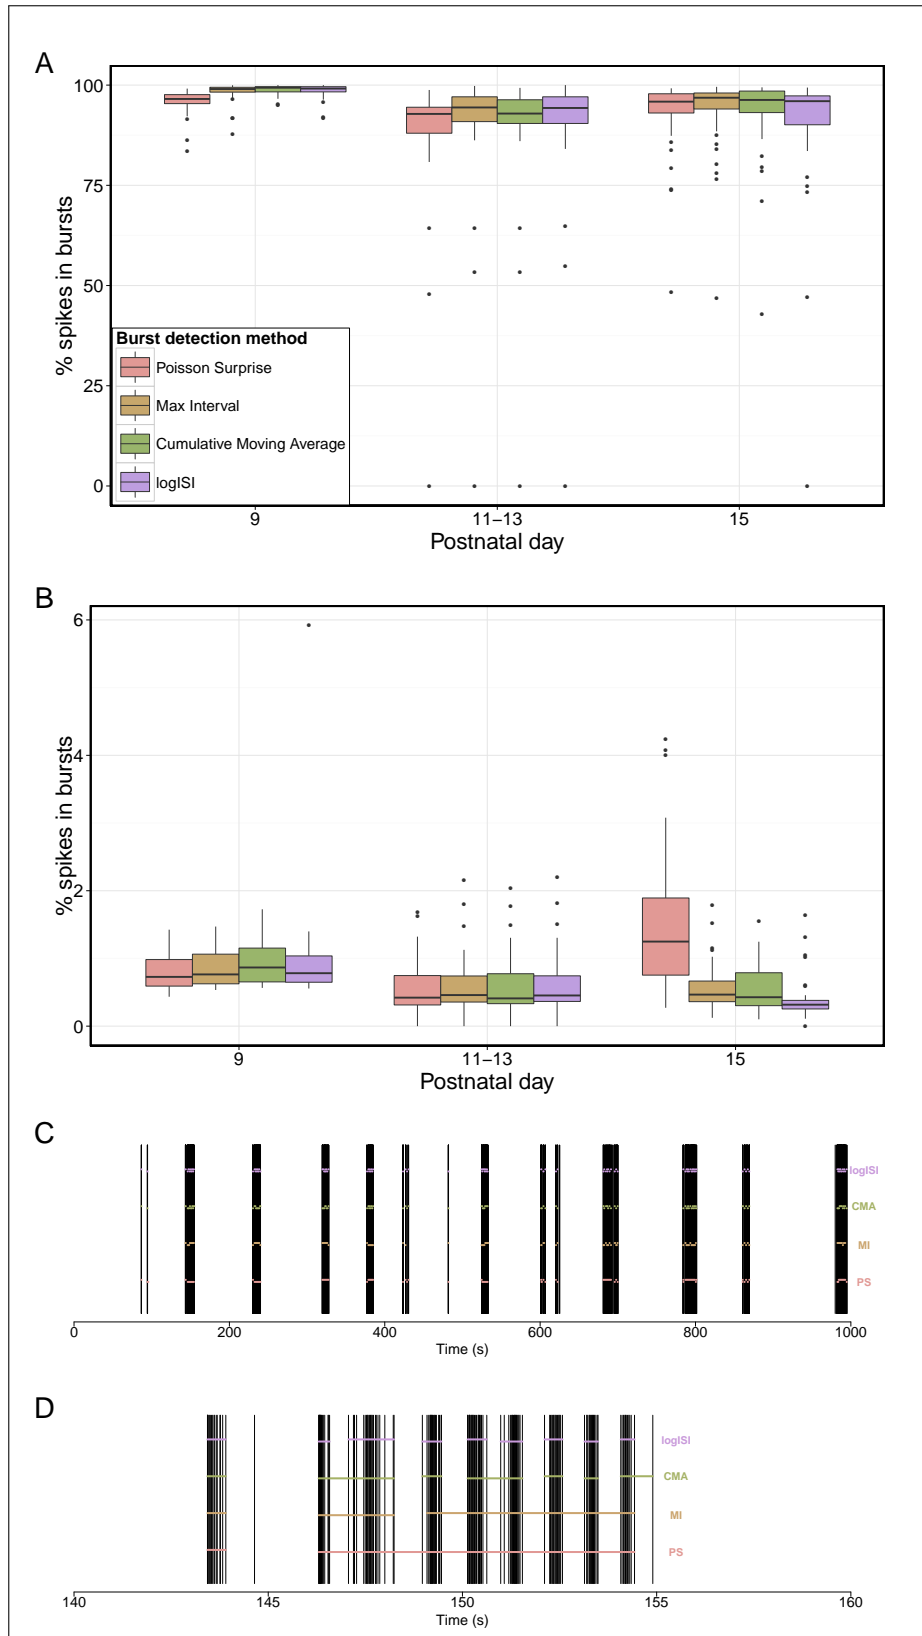 A
100
75
50
25
0
% spikes in bursts
Burst detection method
Poisson Surprise
Max Interval
Cumulative Moving Average
logISI
9
11–13
15
Postnatal day
B
6
4
2
0
% spikes in bursts
9
11–13
15
Postnatal day
C
logISI
CMA
MI
PS
0
200
400
600
800
1000
Time (s)
D
logISI
CMA
MI
PS
140
145
150
155
160
Time (s)